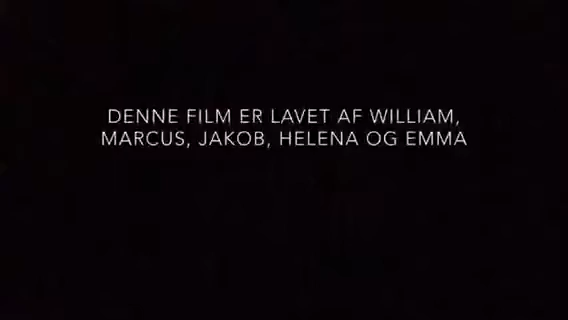 DENNE FILM ER LAVET AF WILLIAM,
MARCUS, JAKOB, HELENA OG EMMA